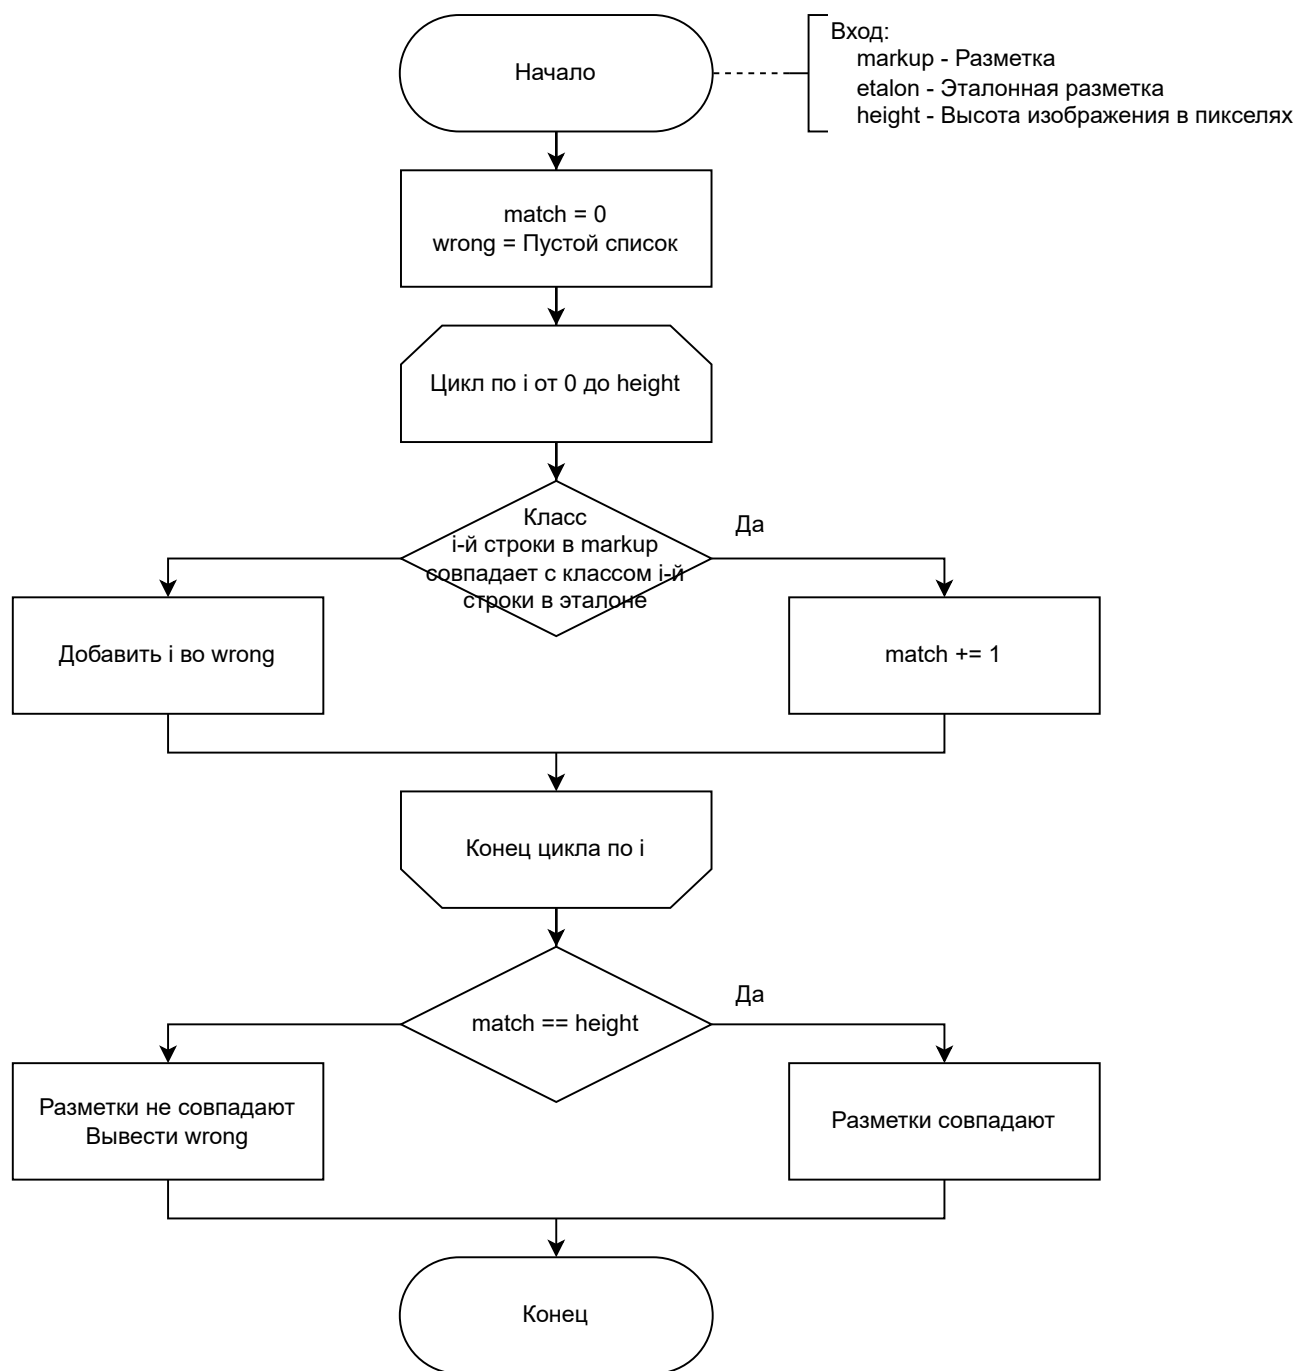 Начало
Вход:
markup - Разметка
etalon - Эталонная разметка
height - Высота изображения в пикселях
match = 0
wrong = Пустой список
Цикл по i от 0 до height
Класс
i-й строки в markup
совпадает с классом i-й
строки в эталоне
Да
Добавить i во wrong
match += 1
Конец цикла по i
match == height
Да
Разметки не совпадают
Вывести wrong
Разметки совпадают
Конец